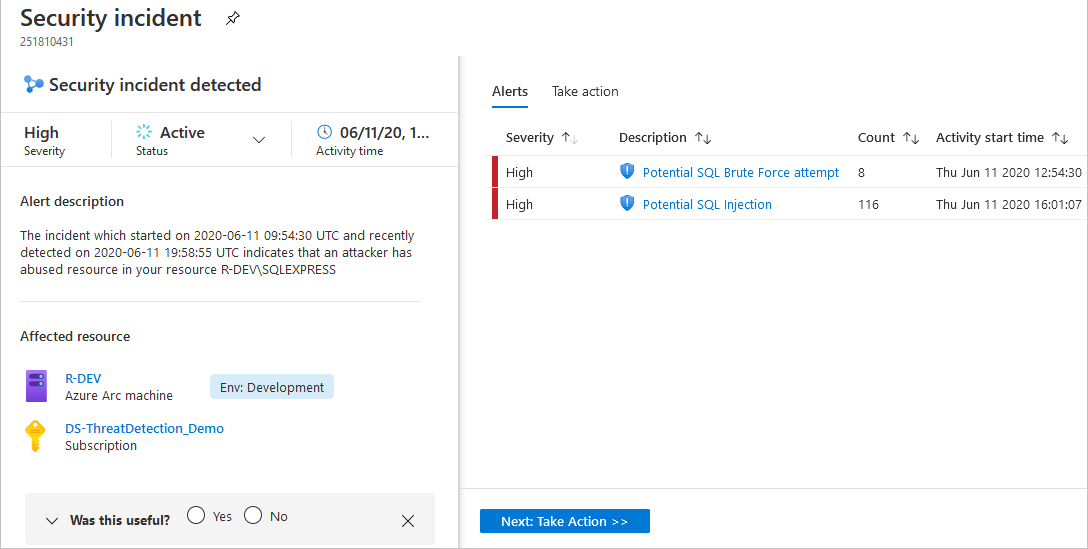 Security incident
251810431
Security incident detected
High
Severity
Active
Status
06/11/20, 1...
Activity time
Alert description
The incident which started on 2020-06-11 09:54:30 UTC and recently
detected on 2020-06-11 19:58:55 UTC indicates that an attacker has
abused resource in your resource R-DEV\SQLEXPRESS
Affected resource
R-DEV
Azure Arc machine
Env: Development
DS-ThreatDetection_Demo
Subscription
Was this useful? Yes No
Alerts Take action
Severity Description Count Activity start time
High Potential SQL Brute Force attempt 8 Thu Jun 11 2020 12:54:30
High Potential SQL Injection 116 Thu Jun 11 2020 16:01:07
Next: Take Action >>